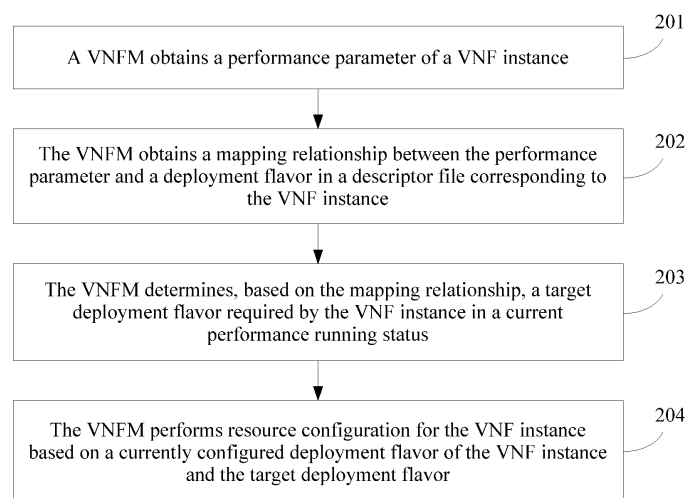 201
A VNFM obtains a performance parameter of a VNF instance
202
The VNFM obtains a mapping relationship between the performance
parameter and a deployment flavor in a descriptor file corresponding to
the VNF instance
203
The VNFM determines, based on the mapping relationship, a target
deployment flavor required by the VNF instance in a current
performance running status
204
The VNFM performs resource configuration for the VNF instance
based on a currently configured deployment flavor of the VNF instance
and the target deployment flavor